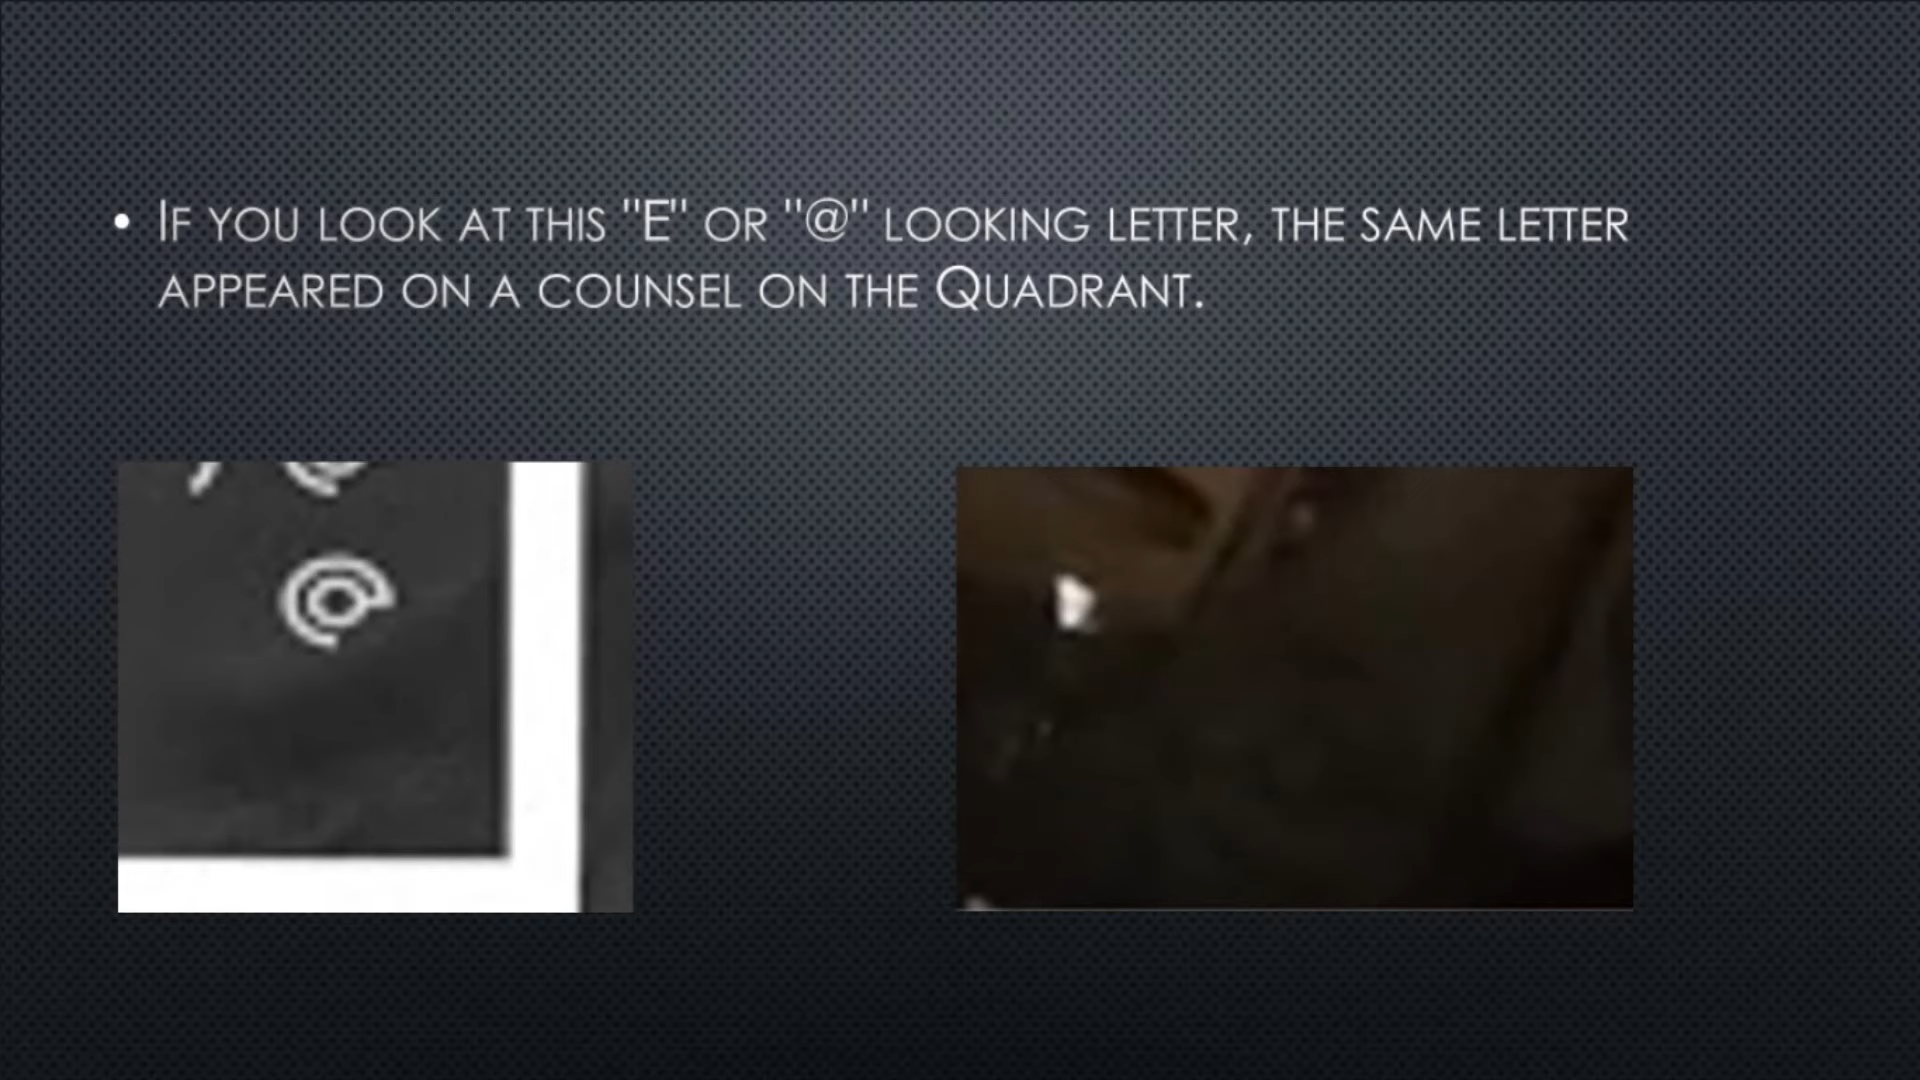 • If you look at this "E" or "@" looking letter, the same letter
appeared on a counsel on the Quadrant.